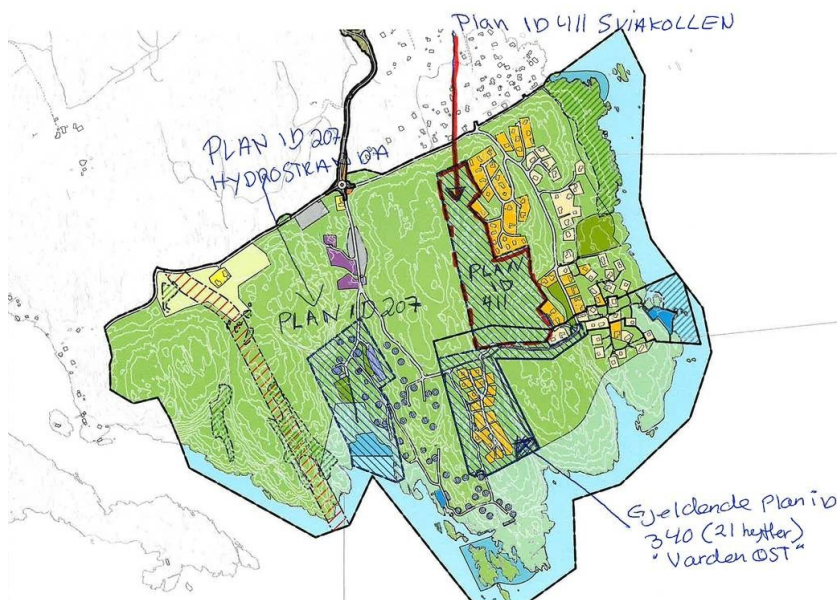 Plan ID 411 SVIAKOLLEN
PLAN ID 207
HYDROSTRANDA
PLAN
ID
411
PLAN ID 207
Gjeldende Plan ID
340 (21 hytter)
"Varden ØST"